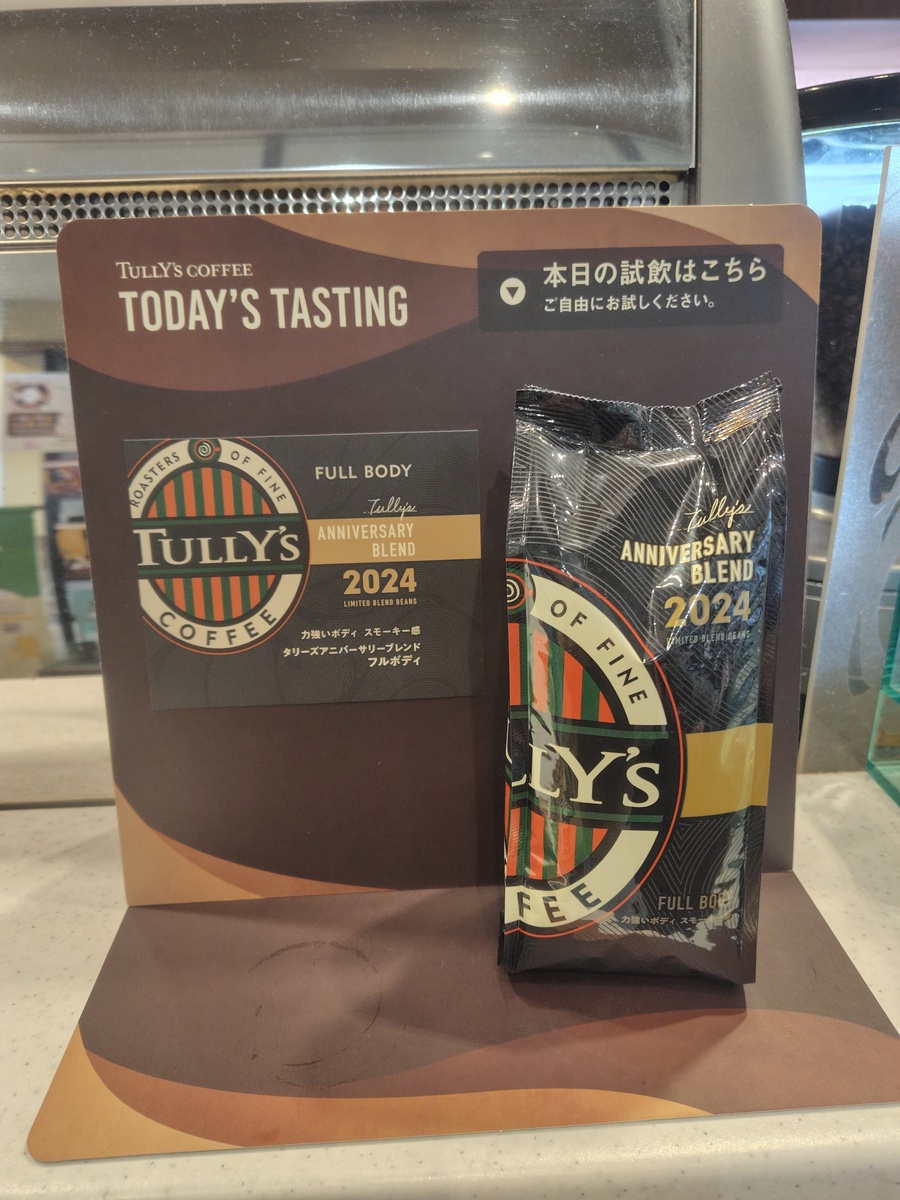 TULLY'S COFFEE
TODAY'S TASTING
本日の試飲はこちら
ご自由にお試しください。
ROASTERS OF FINE
TULLY'S
COFFEE
FULL BODY
Tully's
ANNIVERSARY
BLEND
2024
LIMITED BLEND BEANS
力強いボディ スモーキー感
タリーズアニバーサリーブレンド
フルボディ
Tully's
ANNIVERSARY
BLEND
2024
LIMITED BLEND BEANS
OF FINE
LLY'S
FEE
FULL BODY
力強いボディ スモー